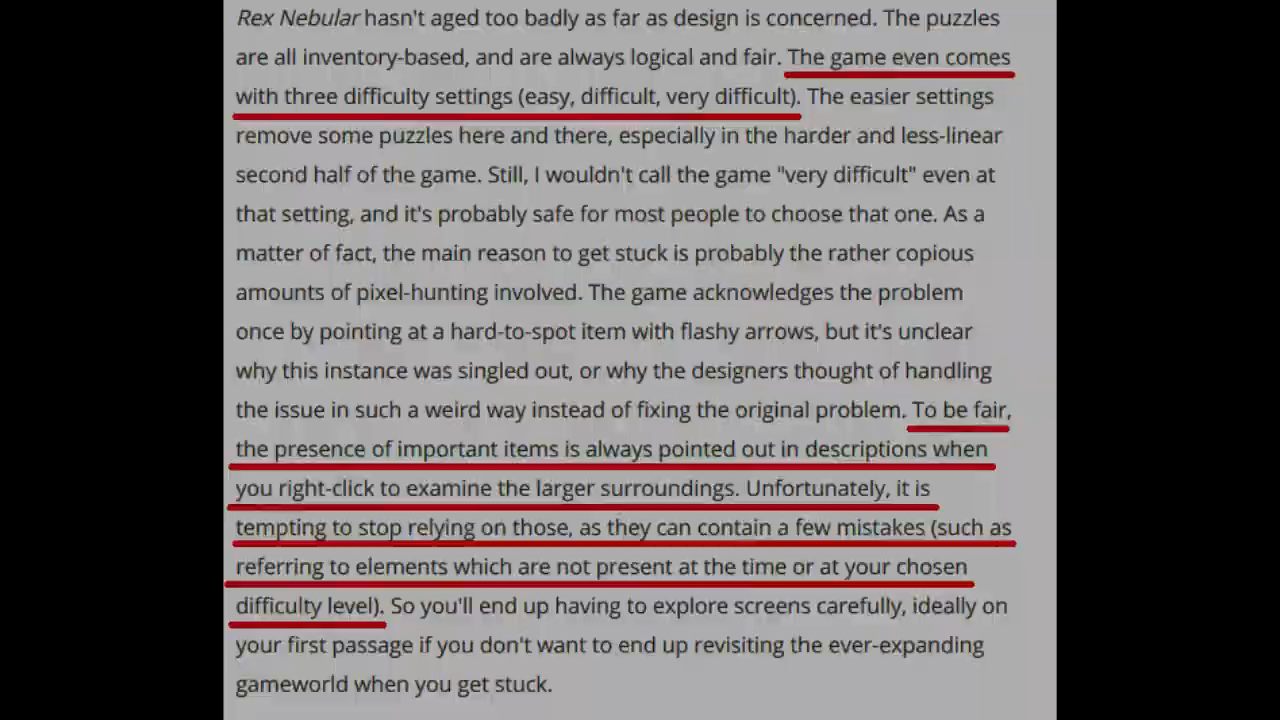 Rex Nebular hasn't aged too badly as far as design is concerned. The puzzles
are all inventory-based, and are always logical and fair. The game even comes
with three difficulty settings (easy, difficult, very difficult). The easier settings
remove some puzzles here and there, especially in the harder and less-linear
second half of the game. Still, I wouldn't call the game "very difficult" even at
that setting, and it's probably safe for most people to choose that one. As a
matter of fact, the main reason to get stuck is probably the rather copious
amounts of pixel-hunting involved. The game acknowledges the problem
once by pointing at a hard-to-spot item with flashy arrows, but it's unclear
why this instance was singled out, or why the designers thought of handling
the issue in such a weird way instead of fixing the original problem. To be fair,
the presence of important items is always pointed out in descriptions when
you right-click to examine the larger surroundings. Unfortunately, it is
tempting to stop relying on those, as they can contain a few mistakes (such as
referring to elements which are not present at the time or at your chosen
difficulty level). So you'll end up having to explore screens carefully, ideally on
your first passage if you don't want to end up revisiting the ever-expanding
gameworld when you get stuck.